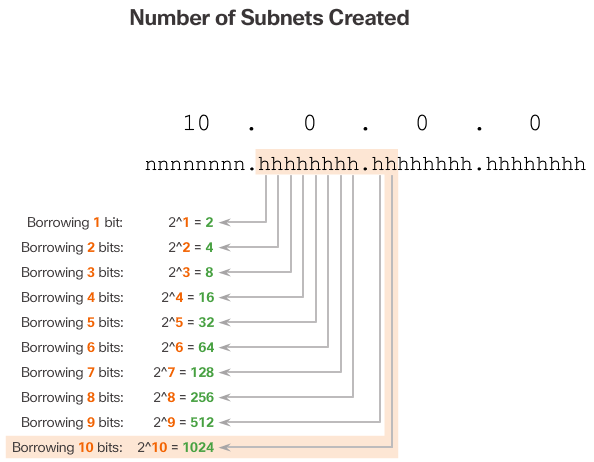 Number of Subnets Created
10 . 0 . 0 . 0
nnnnnnnn.hhhhhhhh.hhhhhhhh.hhhhhhhh
Borrowing 1 bit: 2^1 = 2
Borrowing 2 bits: 2^2 = 4
Borrowing 3 bits: 2^3 = 8
Borrowing 4 bits: 2^4 = 16
Borrowing 5 bits: 2^5 = 32
Borrowing 6 bits: 2^6 = 64
Borrowing 7 bits: 2^7 = 128
Borrowing 8 bits: 2^8 = 256
Borrowing 9 bits: 2^9 = 512
Borrowing 10 bits: 2^10 = 1024